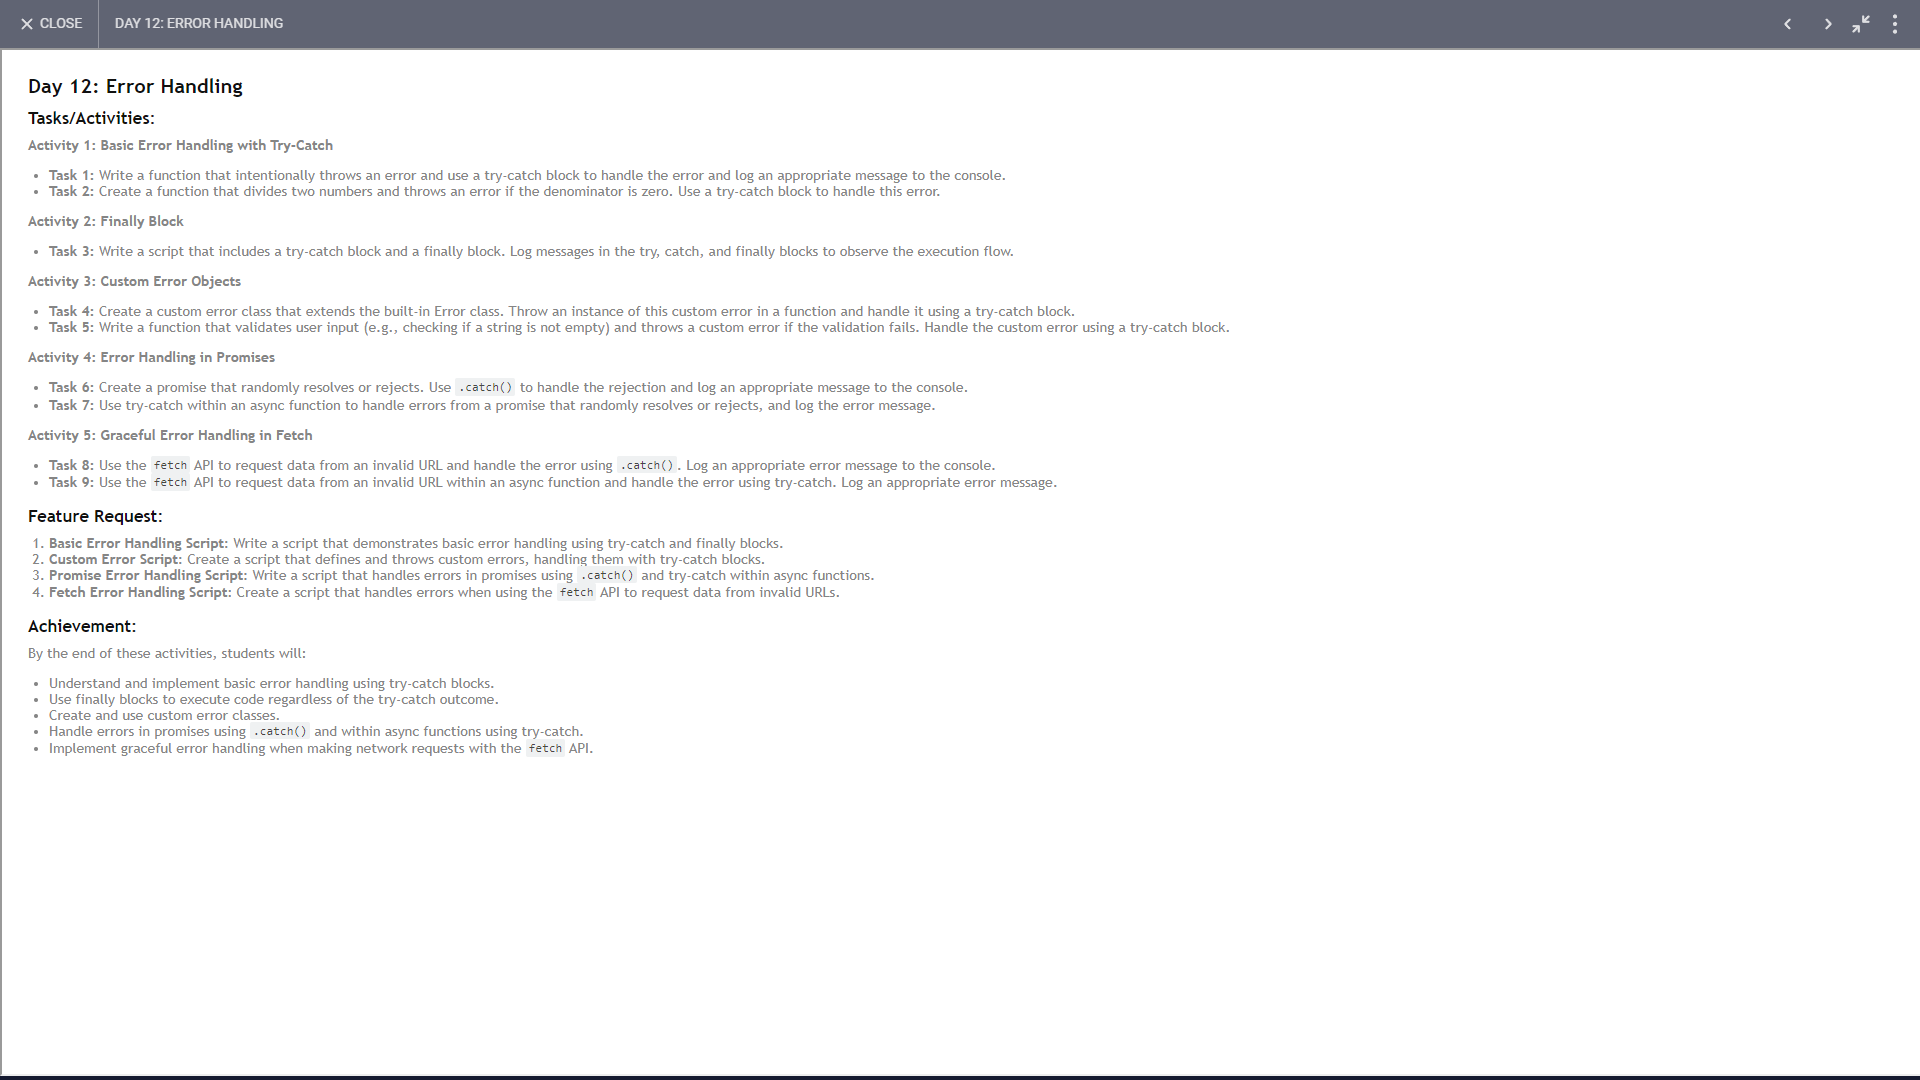 CLOSE
DAY 12: ERROR HANDLING
Day 12: Error Handling
Tasks/Activities:
Activity 1: Basic Error Handling with Try-Catch
• Task 1: Write a function that intentionally throws an error and use a try-catch block to handle the error and log an appropriate message to the console.
• Task 2: Create a function that divides two numbers and throws an error if the denominator is zero. Use a try-catch block to handle this error.
Activity 2: Finally Block
• Task 3: Write a script that includes a try-catch block and a finally block. Log messages in the try, catch, and finally blocks to observe the execution flow.
Activity 3: Custom Error Objects
• Task 4: Create a custom error class that extends the built-in Error class. Throw an instance of this custom error in a function and handle it using a try-catch block.
• Task 5: Write a function that validates user input (e.g., checking if a string is not empty) and throws a custom error if the validation fails. Handle the custom error using a try-catch block.
Activity 4: Error Handling in Promises
• Task 6: Create a promise that randomly resolves or rejects. Use .catch() to handle the rejection and log an appropriate message to the console.
• Task 7: Use try-catch within an async function to handle errors from a promise that randomly resolves or rejects, and log the error message.
Activity 5: Graceful Error Handling in Fetch
• Task 8: Use the fetch API to request data from an invalid URL and handle the error using .catch(). Log an appropriate error message to the console.
• Task 9: Use the fetch API to request data from an invalid URL within an async function and handle the error using try-catch. Log an appropriate error message.
Feature Request:
1. Basic Error Handling Script: Write a script that demonstrates basic error handling using try-catch and finally blocks.
2. Custom Error Script: Create a script that defines and throws custom errors, handling them with try-catch blocks.
3. Promise Error Handling Script: Write a script that handles errors in promises using .catch() and try-catch within async functions.
4. Fetch Error Handling Script: Create a script that handles errors when using the fetch API to request data from invalid URLs.
Achievement:
By the end of these activities, students will:
• Understand and implement basic error handling using try-catch blocks.
• Use finally blocks to execute code regardless of the try-catch outcome.
• Create and use custom error classes.
• Handle errors in promises using .catch() and within async functions using try-catch.
• Implement graceful error handling when making network requests with the fetch API.